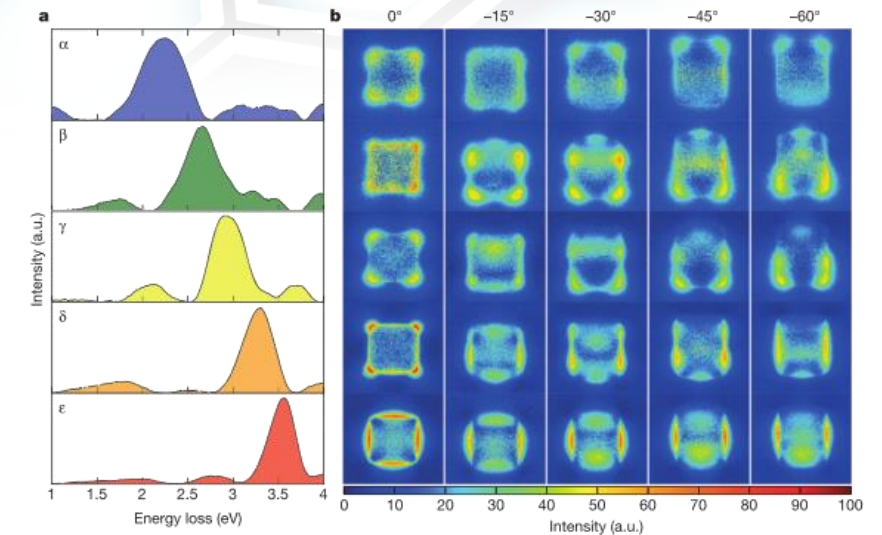 a
b
0° –15° –30° –45° –60°
α
β
γ
δ
ε
Intensity (a.u.)
1 1.5 2 2.5 3 3.5 4
Energy loss (eV)
0 10 20 30 40 50 60 70 80 90 100
Intensity (a.u.)